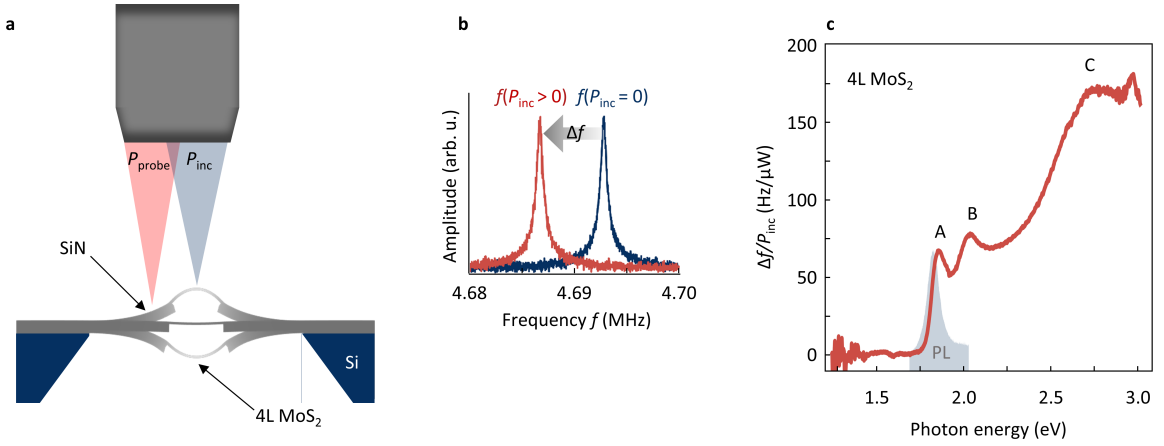 a
P_probe P_inc
SiN
Si
4L MoS₂
b
f(P_inc > 0) f(P_inc = 0)
Δf
Amplitude (arb. u.)
4.68 4.69 4.70
Frequency f (MHz)
c
200
150
100
50
0
Δf/P_inc (Hz/μW)
4L MoS₂
A
B
C
PL
1.5 2.0 2.5 3.0
Photon energy (eV)